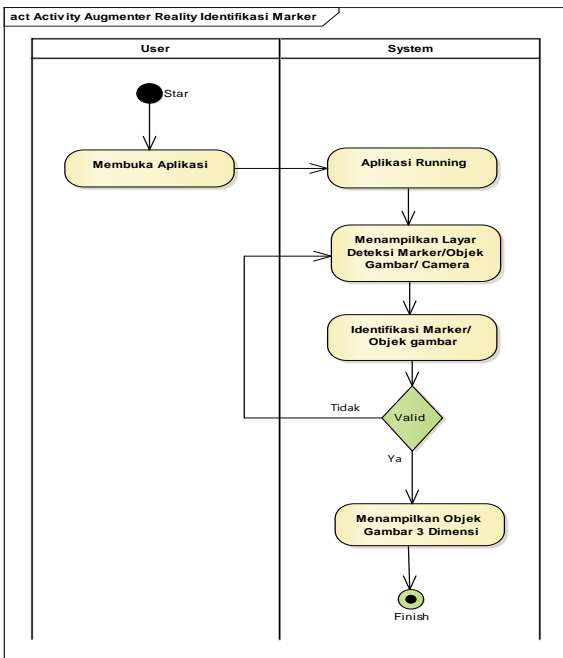 act Activity Augmenter Reality Identifikasi Marker
User
System
Star
Membuka Aplikasi
Aplikasi Running
Menampilkan Layar
Deteksi Marker/Objek
Gambar/ Camera
Identifikasi Marker/
Objek gambar
Tidak
Valid
Ya
Menampilkan Objek
Gambar 3 Dimensi
Finish